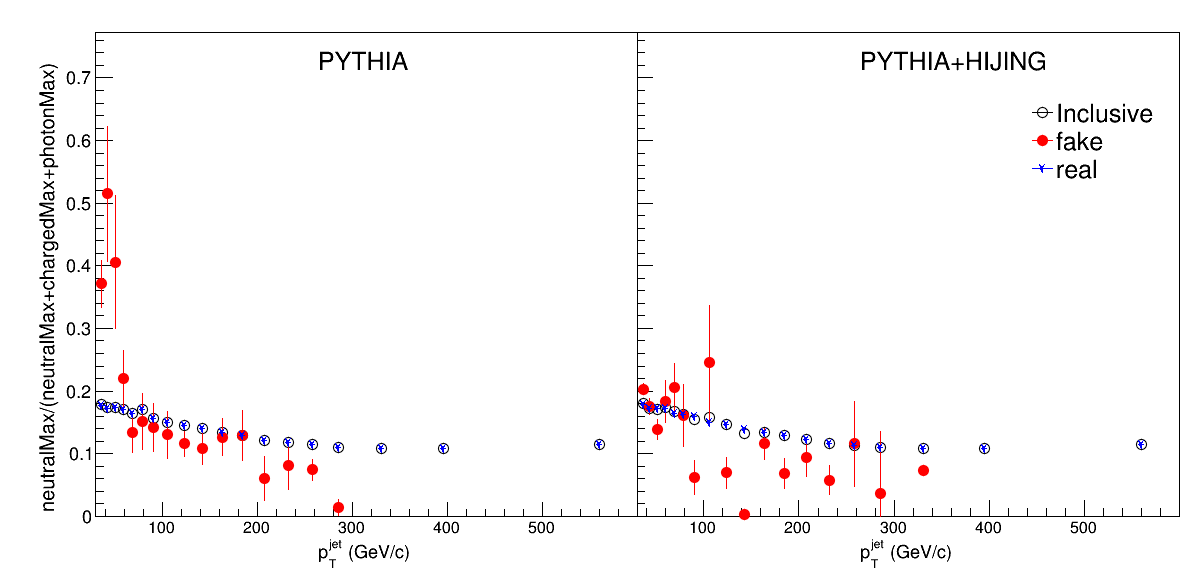 PYTHIA
PYTHIA+HIJING
Inclusive
fake
real
neutralMax/(neutralMax+chargedMax+photonMax)
0.7
0.6
0.5
0.4
0.3
0.2
0.1
0
100 200 300 400 500
100 200 300 400 500
p_T^jet (GeV/c)
p_T^jet (GeV/c)